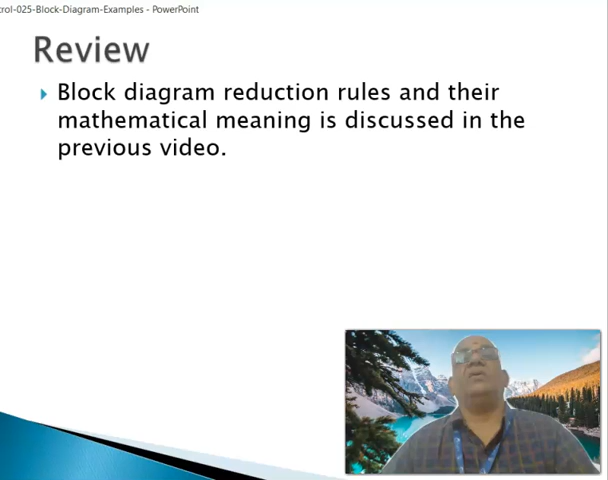 trol-025-Block-Diagram-Examples - PowerPoint
Review
Block diagram reduction rules and their
mathematical meaning is discussed in the
previous video.